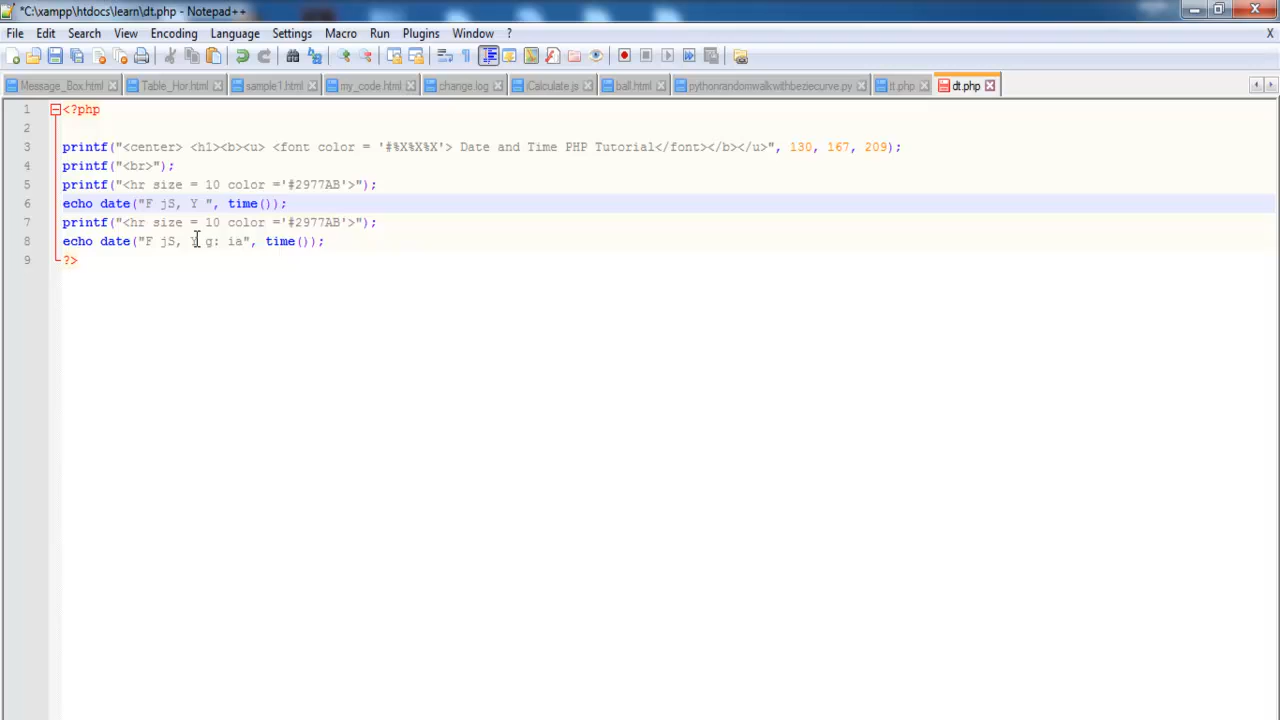 *C:\xampp\htdocs\learn\dt.php - Notepad++
File Edit Search View Encoding Language Settings Macro Run Plugins Window ? X
Message_Box.html Table_Hor.html sample1.html my_code.html change.log iCalculate.js ball.html pythonrandomwalkwithbeziecurve.py tt.php dt.php
1 <?php
2
3 printf("<center> <h1><b><u> <font color = '#%X%X%X'> Date and Time PHP Tutorial</font></b></u>", 130, 167, 209);
4 printf("<br>");
5 printf("<hr size = 10 color ='#2977AB'>");
6 echo date("F jS, Y ", time());
7 printf("<hr size = 10 color ='#2977AB'>");
8 echo date("F jS, Y g: ia", time());
9 ?>